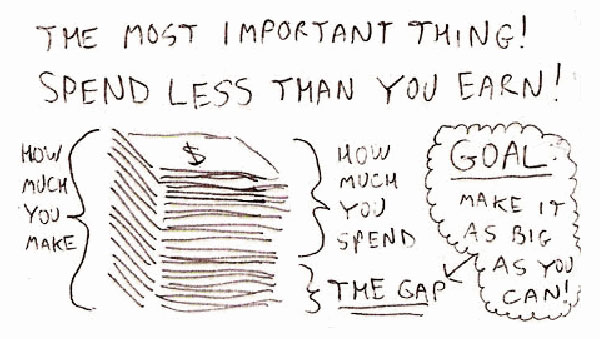 THE MOST IMPORTANT THING!
SPEND LESS THAN YOU EARN!
HOW
MUCH
YOU
MAKE
$
HOW
MUCH
YOU
SPEND
THE GAP
GOAL:
MAKE IT
AS BIG
AS YOU
CAN!